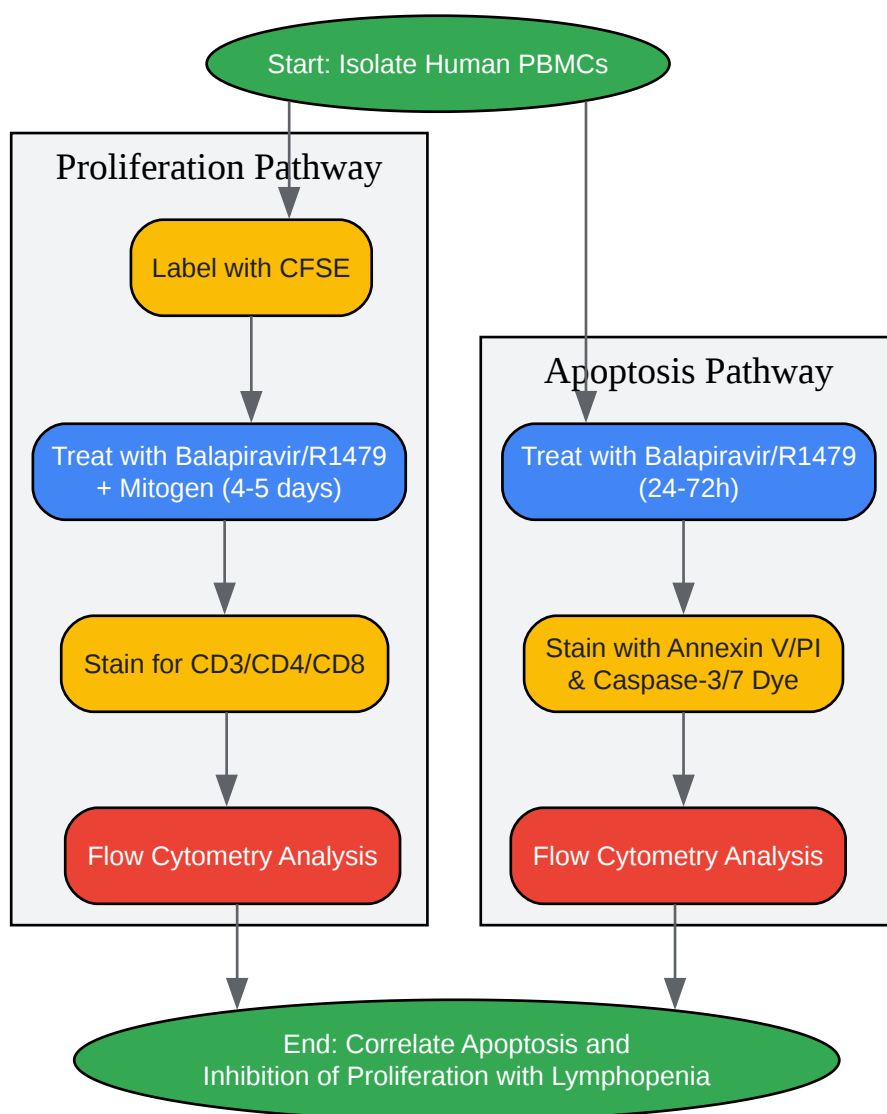 Start: Isolate Human PBMCs
Proliferation Pathway
Label with CFSE
Treat with Balapiravir/R1479
+ Mitogen (4-5 days)
Stain for CD3/CD4/CD8
Flow Cytometry Analysis
Apoptosis Pathway
Treat with Balapiravir/R1479
(24-72h)
Stain with Annexin V/PI
& Caspase-3/7 Dye
Flow Cytometry Analysis
End: Correlate Apoptosis and
Inhibition of Proliferation with Lymphopenia